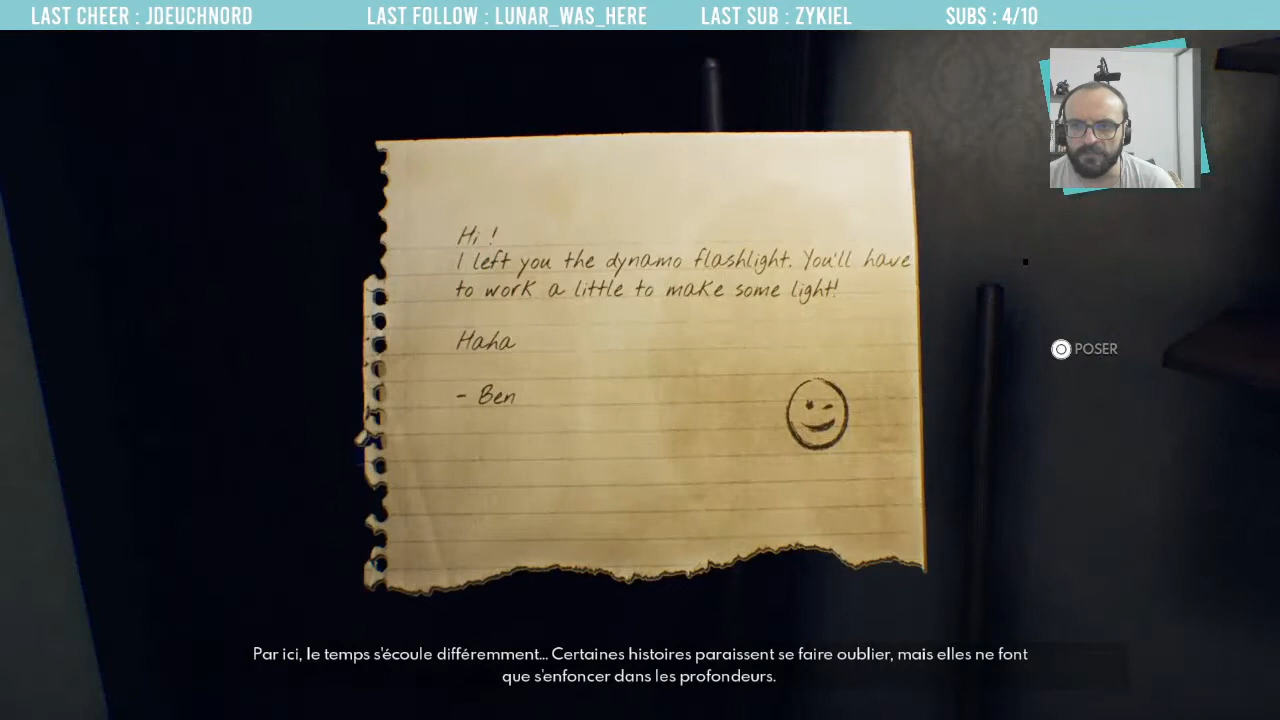 LAST CHEER : JDEUCHNORD LAST FOLLOW : LUNAR_WAS_HERE LAST SUB : ZYKIEL SUBS : 4/10
Hi !
I left you the dynamo flashlight. You'll have
to work a little to make some light!
Haha
- Ben
POSER
Par ici, le temps s'écoule différemment... Certaines histoires paraissent se faire oublier, mais elles ne font
que s'enfoncer dans les profondeurs.